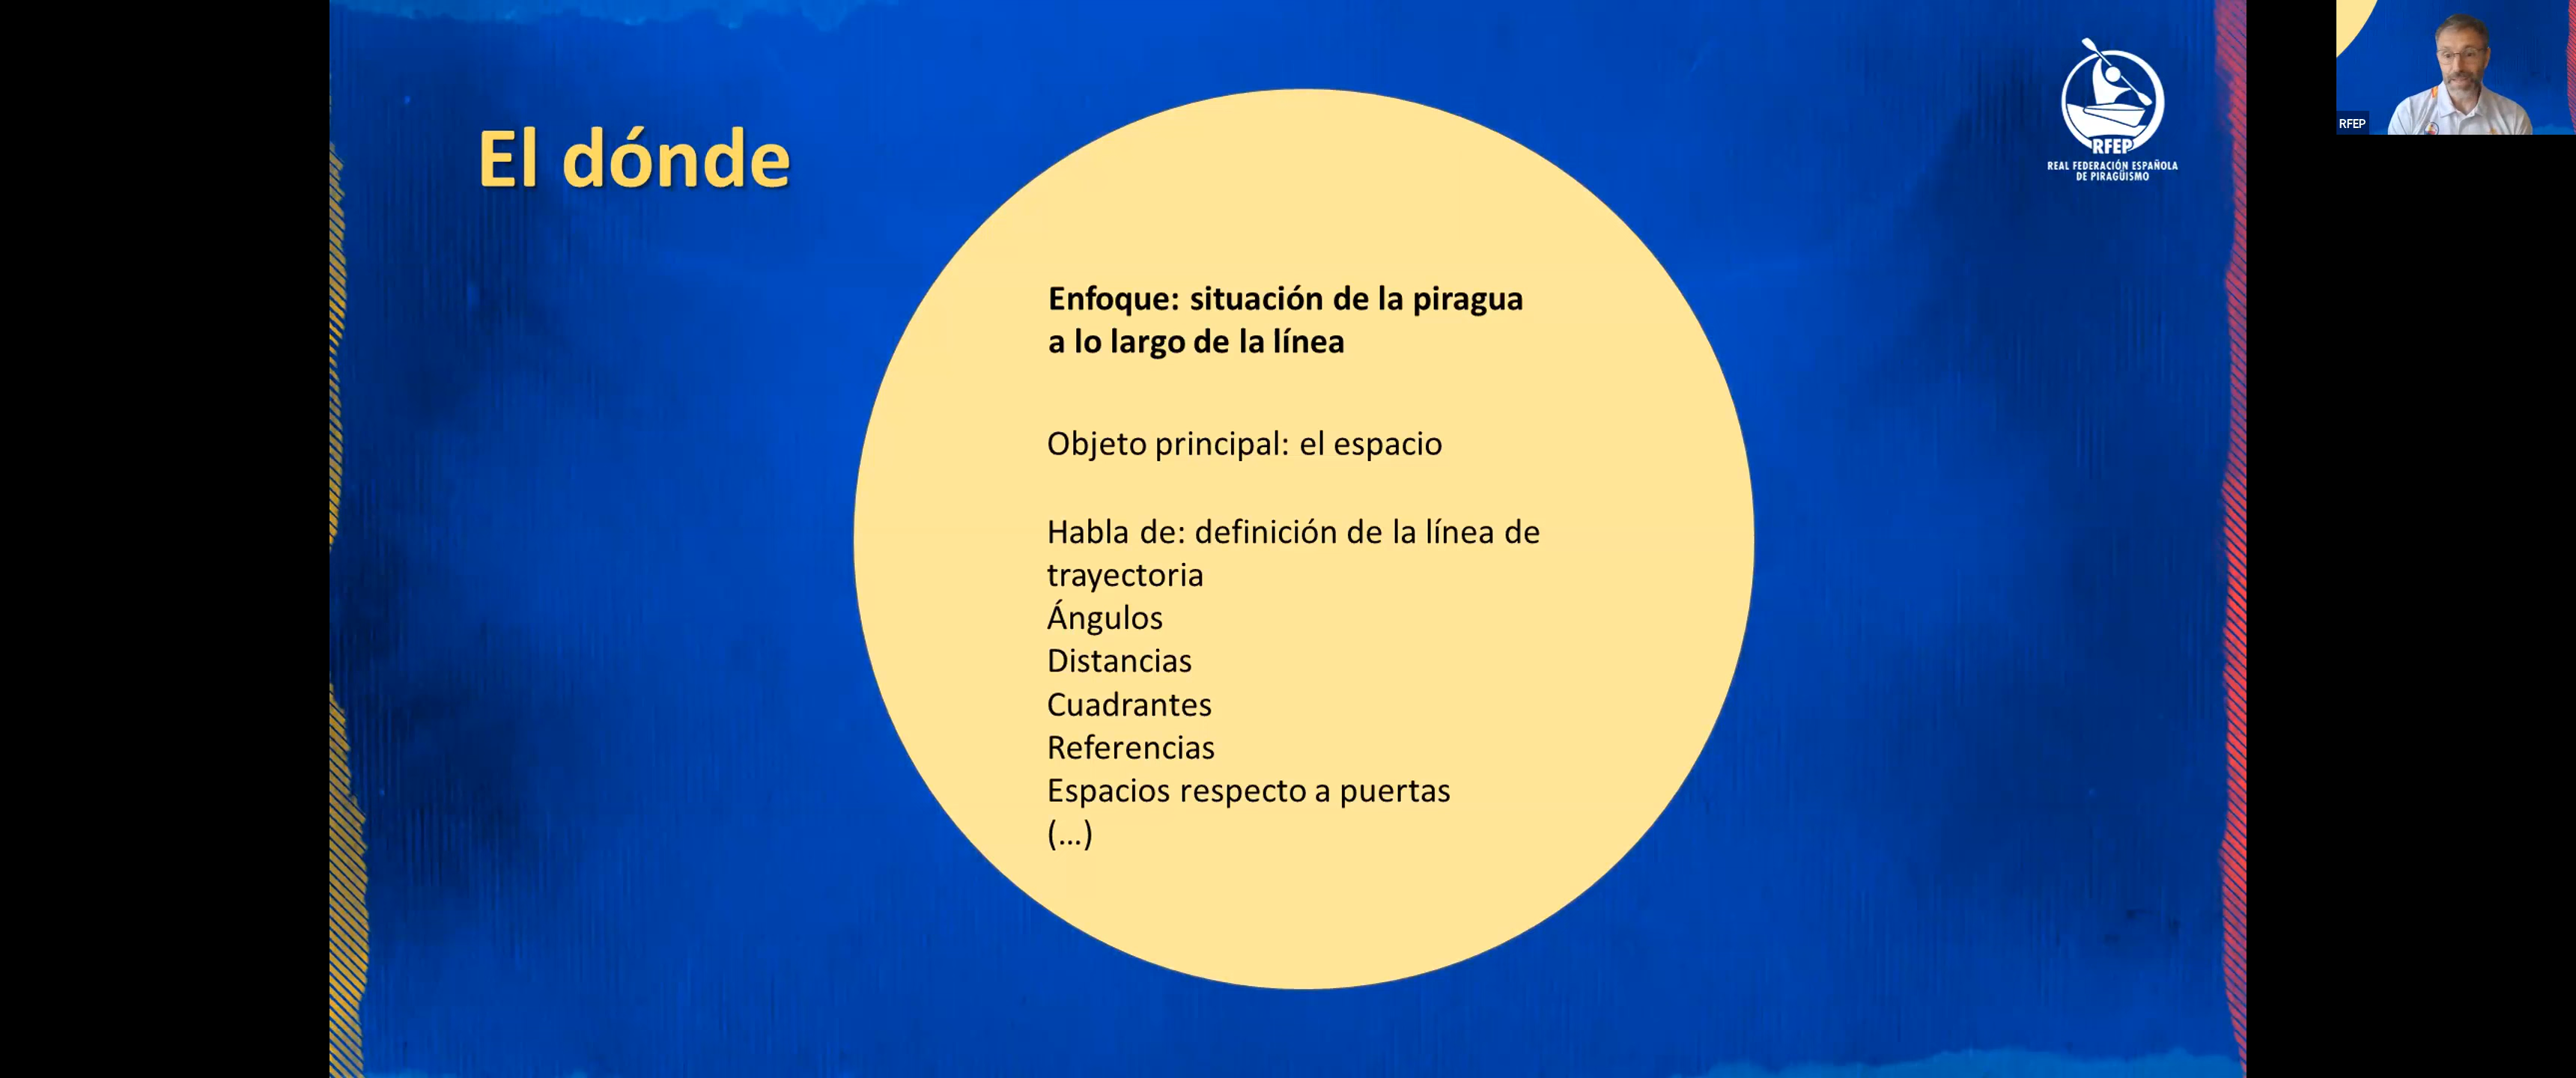 El dónde
Enfoque: situación de la piragua
a lo largo de la línea
Objeto principal: el espacio
Habla de: definición de la línea de
trayectoria
Ángulos
Distancias
Cuadrantes
Referencias
Espacios respecto a puertas
(...)
RFEP
REAL FEDERACIÓN ESPAÑOLA
DE PIRAGÜISMO
RFEP